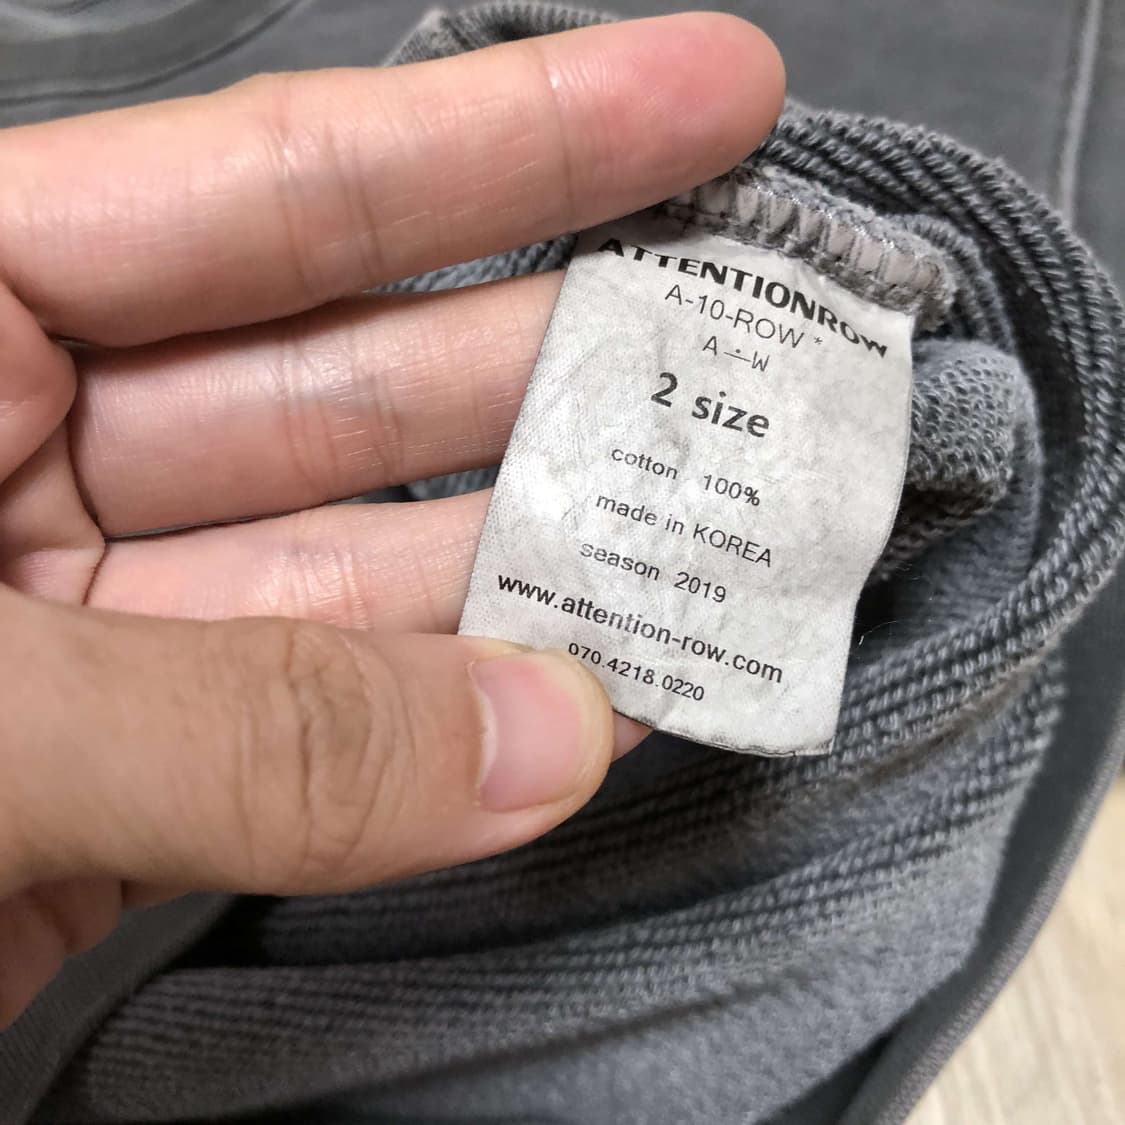 ATTENTIONROW
A-10-ROW *
A∸W
2 size
cotton 100%
made in KOREA
season 2019
www.attention-row.com
070.4218.0220